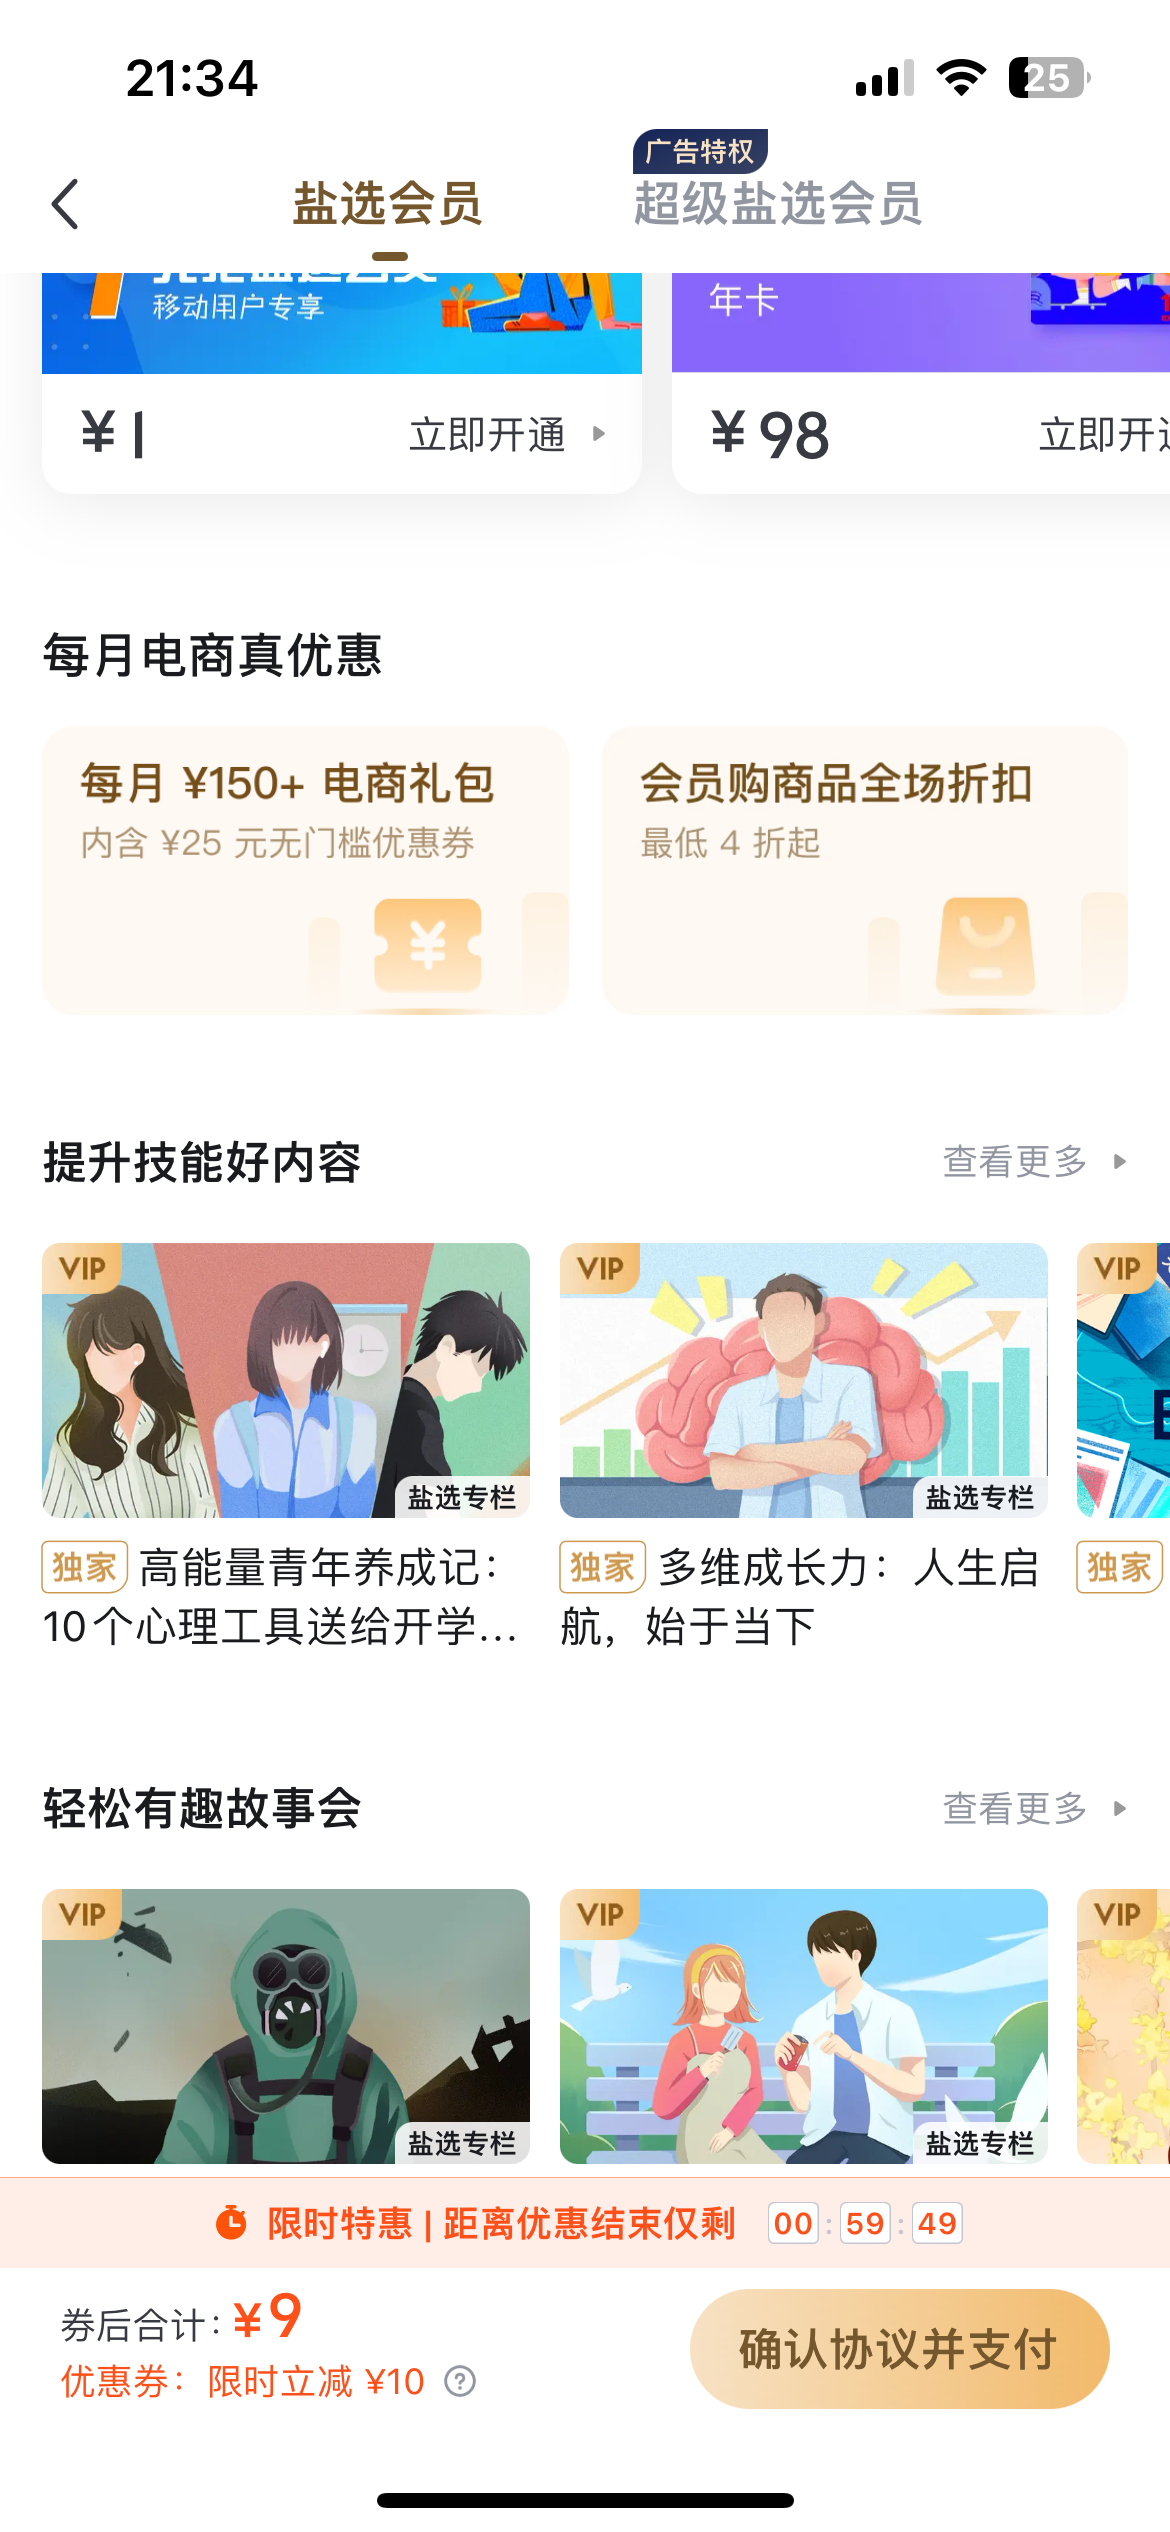 21:34
25
广告特权
盐选会员
超级盐选会员
移动用户专享
年卡
¥ 1
立即开通
¥ 98
立即开
每月电商真优惠
每月 ¥150+ 电商礼包
内含 ¥25 元无门槛优惠券
会员购商品全场折扣
最低 4 折起
提升技能好内容
查看更多
VIP
VIP
VIP
盐选专栏
盐选专栏
独家 高能量青年养成记：
10个心理工具送给开学...
独家 多维成长力：人生启
航，始于当下
独家
轻松有趣故事会
查看更多
VIP
VIP
VIP
盐选专栏
盐选专栏
限时特惠 | 距离优惠结束仅剩 00 : 59 : 49
券后合计：¥9
优惠券：限时立减 ¥10 ?
确认协议并支付